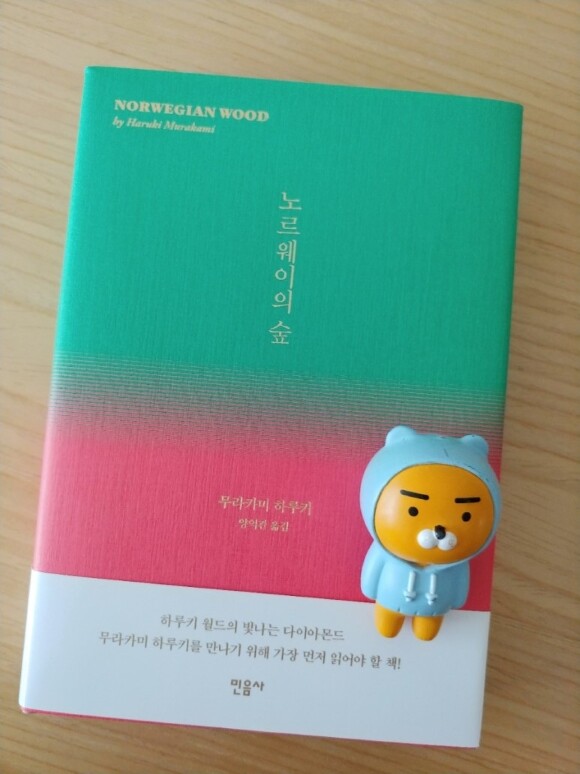 NORWEGIAN WOOD
by Haruki Murakami
노르웨이의 숲
무라카미 하루키
양억관 옮김
하루키 월드의 빛나는 다이아몬드
무라카미 하루키를 만나기 위해 가장 먼저 읽어야 할 책!
민음사